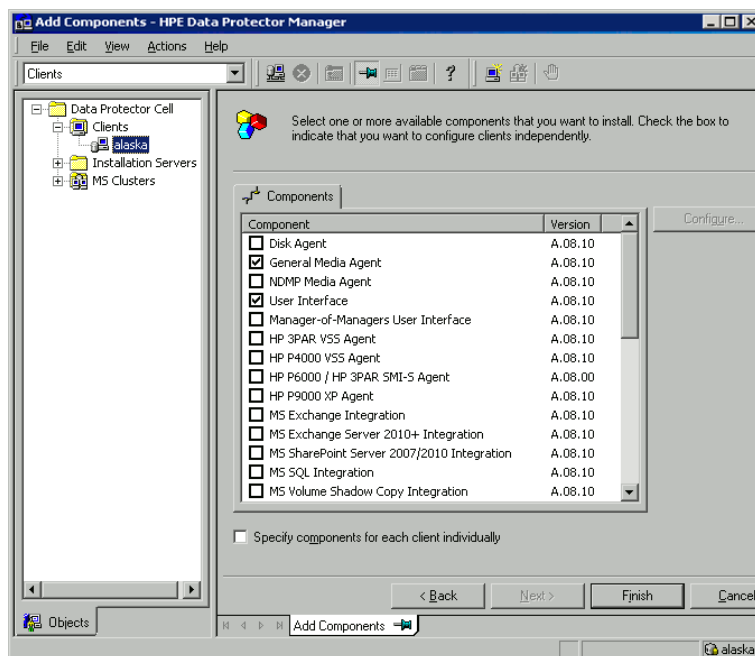 Add Components - HPE Data Protector Manager
File Edit View Actions Help
Clients
Data Protector Cell
Clients
alaska
Installation Servers
MS Clusters
Select one or more available components that you want to install. Check the box to
indicate that you want to configure clients independently.
Components
Configure...
Component Version
Disk Agent A.08.10
General Media Agent A.08.10
NDMP Media Agent A.08.10
User Interface A.08.10
Manager-of-Managers User Interface A.08.10
HP 3PAR VSS Agent A.08.10
HP P4000 VSS Agent A.08.10
HP P6000 / HP 3PAR SMI-S Agent A.08.00
HP P9000 XP Agent A.08.10
MS Exchange Integration A.08.10
MS Exchange Server 2010+ Integration A.08.10
MS SharePoint Server 2007/2010 Integration A.08.10
MS SQL Integration A.08.10
MS Volume Shadow Copy Integration A.08.10
Specify components for each client individually
< Back Next > Finish Cancel
Objects
Add Components
alaska